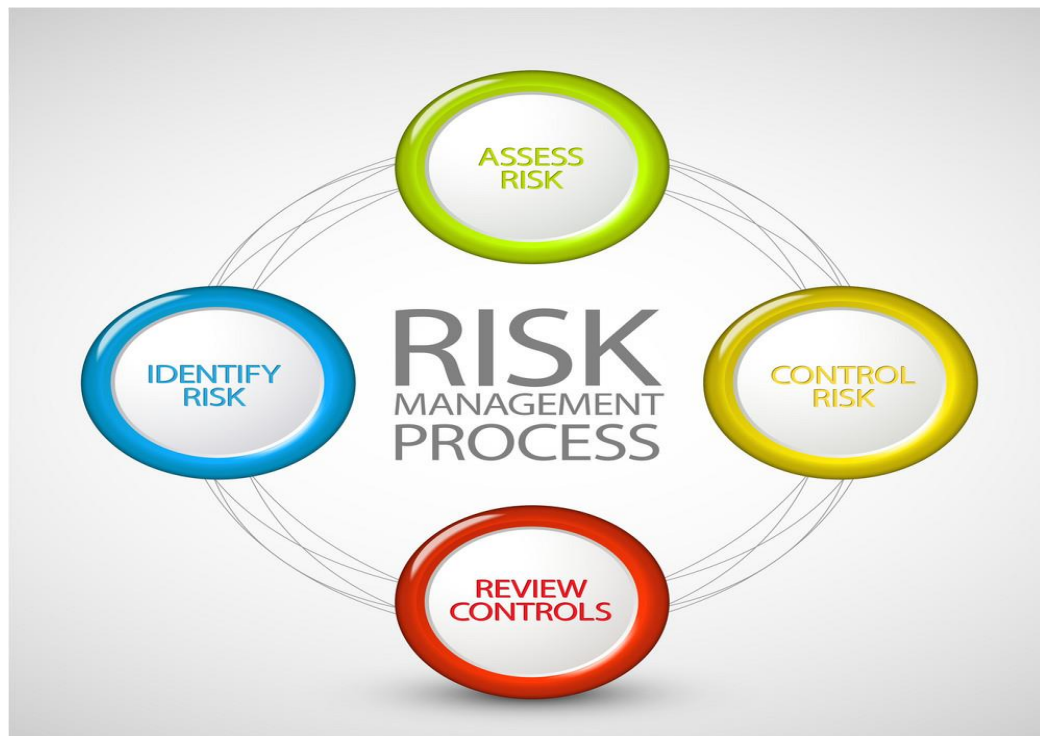 ASSESS
RISK
IDENTIFY
RISK
RISK
MANAGEMENT
PROCESS
CONTROL
RISK
REVIEW
CONTROLS